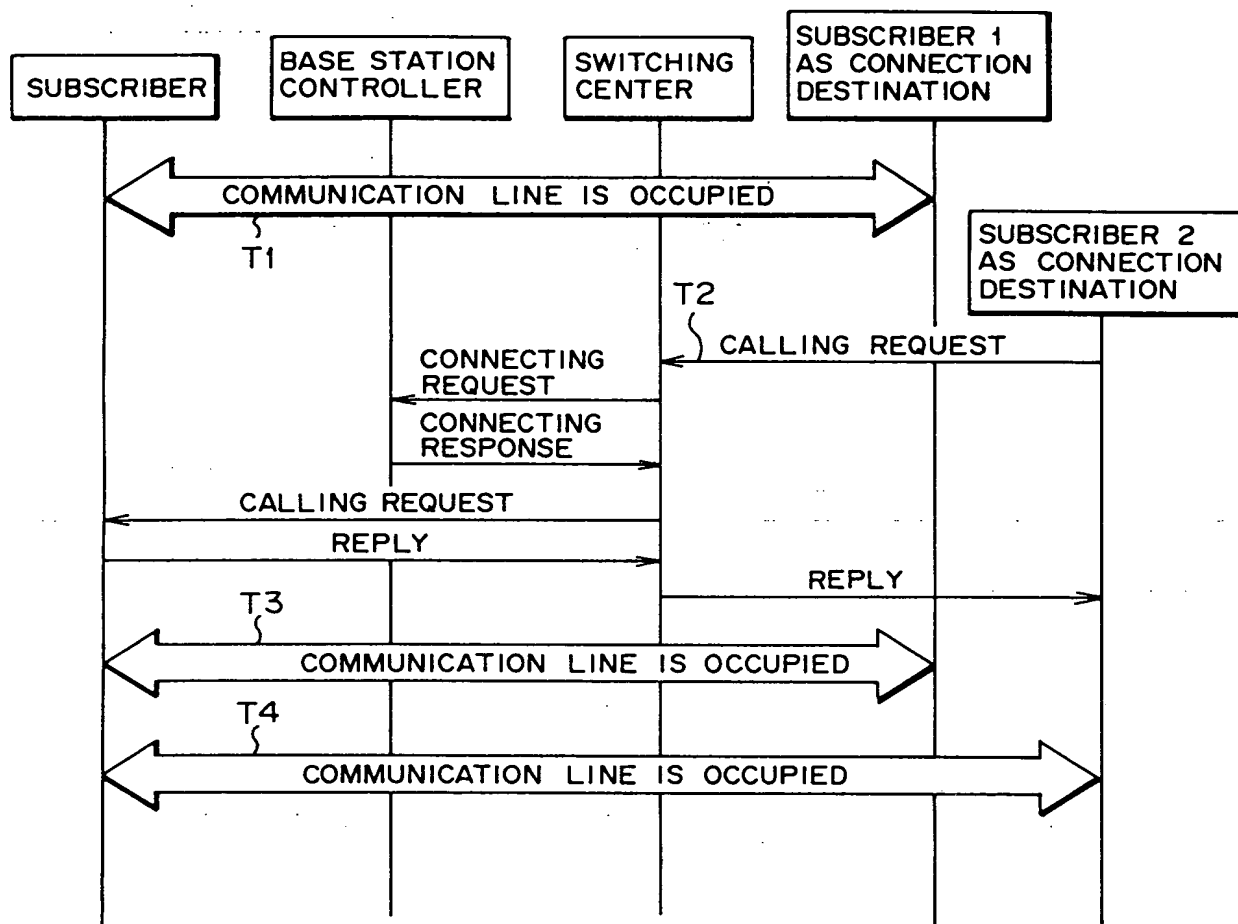 SUBSCRIBER
BASE STATION
CONTROLLER
SWITCHING
CENTER
SUBSCRIBER 1
AS CONNECTION
DESTINATION
COMMUNICATION LINE IS OCCUPIED
T1
SUBSCRIBER 2
AS CONNECTION
DESTINATION
T2
CALLING REQUEST
CONNECTING
REQUEST
CONNECTING
RESPONSE
CALLING REQUEST
REPLY
REPLY
T3
COMMUNICATION LINE IS OCCUPIED
T4
COMMUNICATION LINE IS OCCUPIED